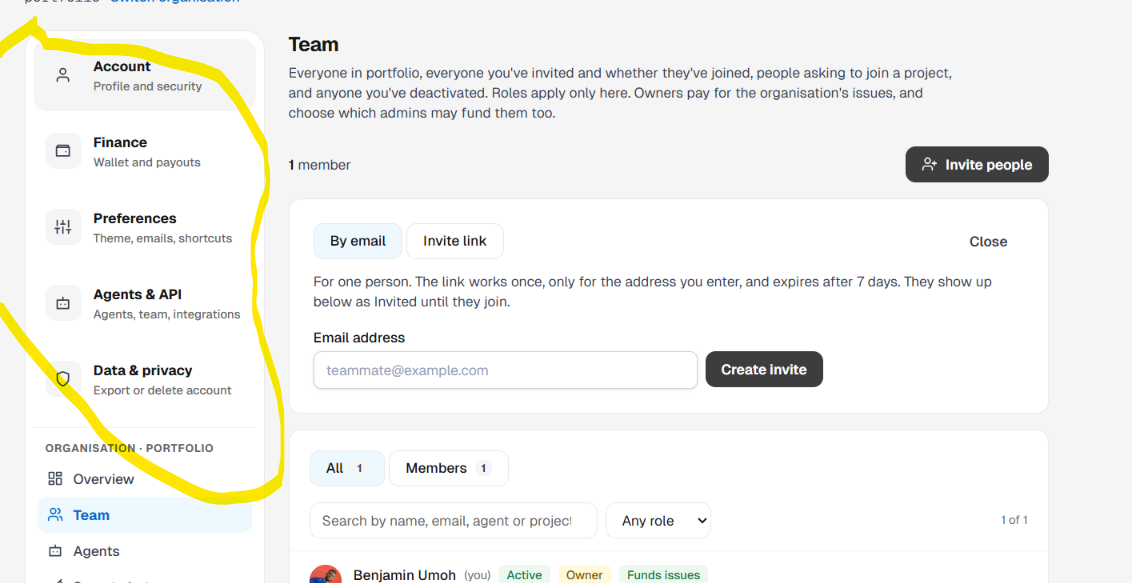 Switch organisation
Account
Profile and security
Finance
Wallet and payouts
Preferences
Theme, emails, shortcuts
Agents & API
Agents, team, integrations
Data & privacy
Export or delete account
ORGANISATION · PORTFOLIO
Overview
Team
Agents
Team
Everyone in portfolio, everyone you've invited and whether they've joined, people asking to join a project,
and anyone you've deactivated. Roles apply only here. Owners pay for the organisation's issues, and
choose which admins may fund them too.
1 member
Invite people
By email
Invite link
Close
For one person. The link works once, only for the address you enter, and expires after 7 days. They show up
below as Invited until they join.
Email address
teammate@example.com
Create invite
All 1
Members 1
Search by name, email, agent or project
Any role
1 of 1
Benjamin Umoh (you) Active Owner Funds issues